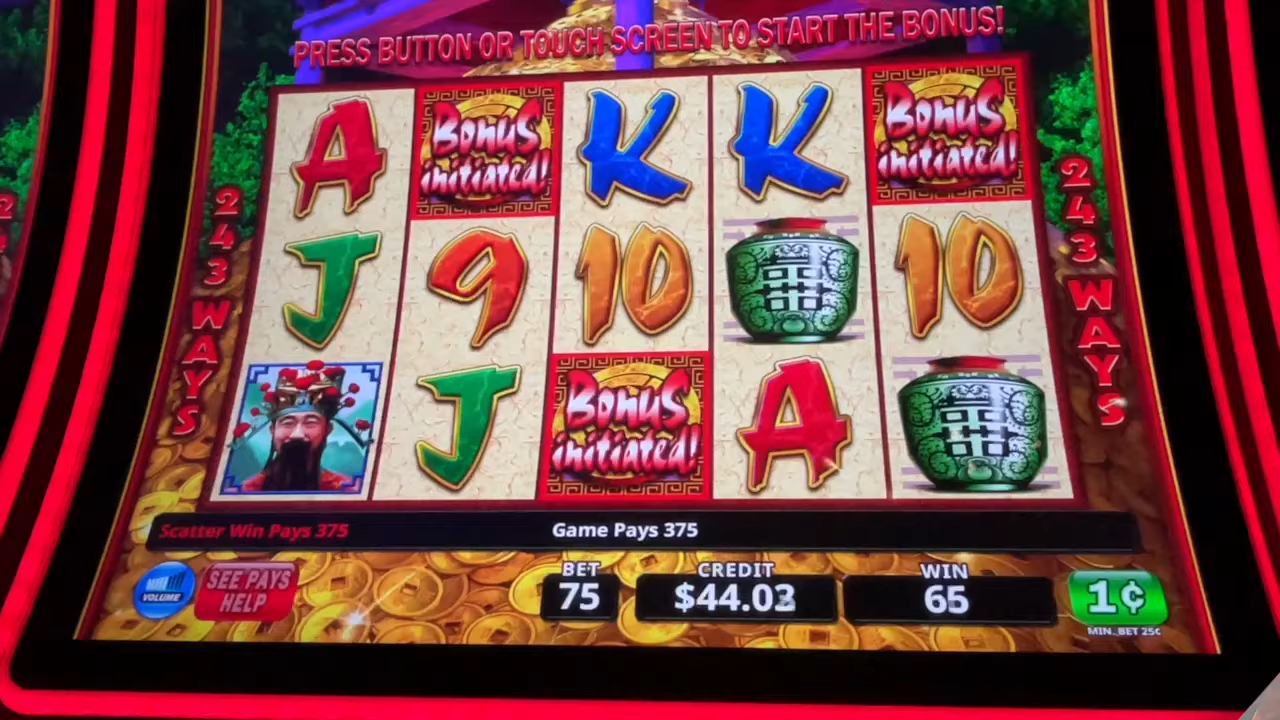 PRESS BUTTON OR TOUCH SCREEN TO START THE BONUS!
A
Bonus initiated!
K
K
Bonus initiated!
J
9
10
10
J
Bonus initiated!
A
243 WAYS
243 WAYS
Scatter Win Pays 375
Game Pays 375
VOLUME
SEE PAYS
HELP
BET
75
CREDIT
$44.03
WIN
65
1¢
MIN. BET 25¢